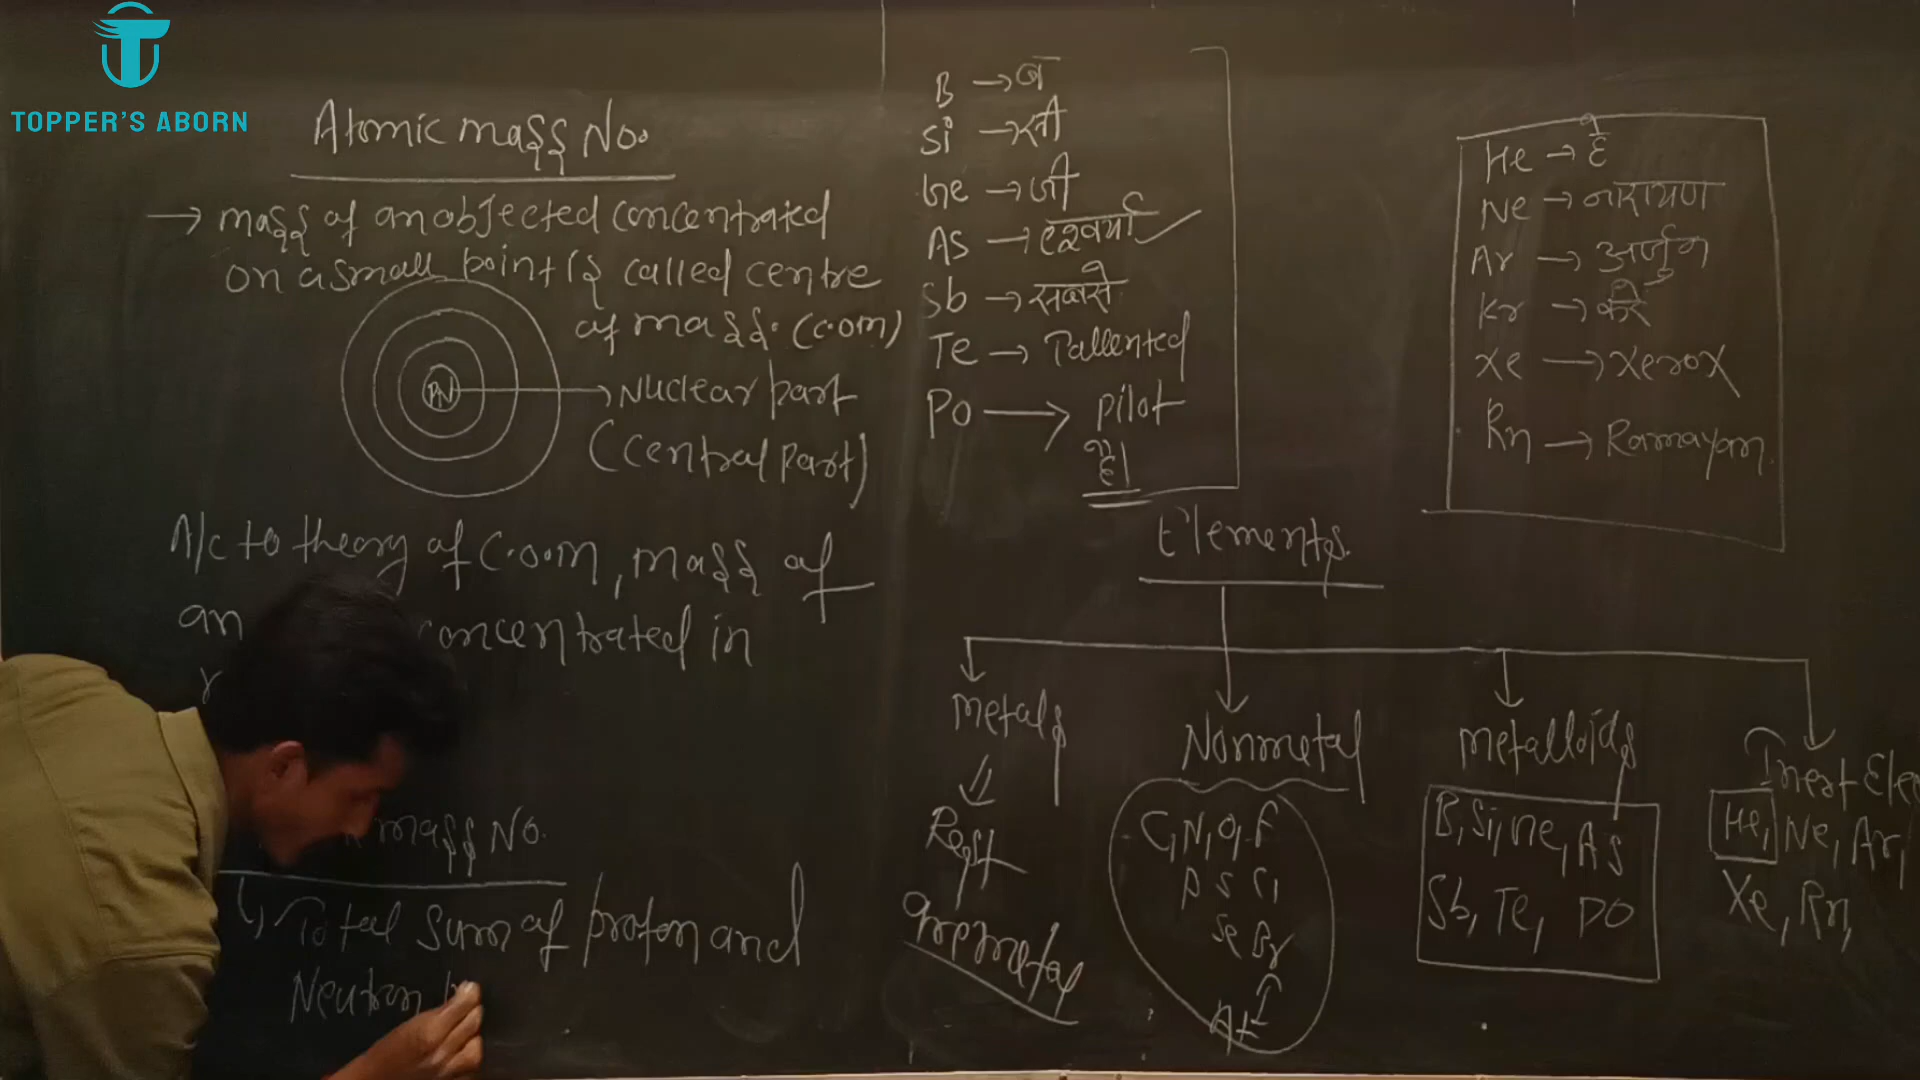 TOPPER'S ABORN
Atomic mass No.
→ mass of an objected concentrated
on a small point is called centre
of mass. (C.O.M)
PN
→ Nuclear part
(central part)
A/c to theory of C.O.M, mass of
an concentrated in
mass No.
↳ Total sum of proton and
Neutron
B → ब
Si → सी
Ge → जी
As → ऐश्वर्या
Sb → सबसे
Te → Tallented
Po → pilot
है।
He → हे
Ne → नारायण
Ar → अर्जुन
Kr → करे
Xe → Xerox
Rn → Ramayan
Elements.
Metals
Rest
are metal
Nonmetal
C, N, O, F
P S Cl
Se Br
I
At
Metalloids
B, Si, Ge, As
Sb, Te, PO
Inert Ele
He, Ne, Ar,
Xe, Rn,